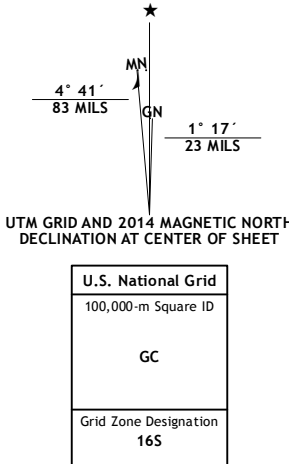 MN
GN
4° 41´
83 MILS
1° 17´
23 MILS
UTM GRID AND 2014 MAGNETIC NORTH
DECLINATION AT CENTER OF SHEET
U.S. National Grid
100,000-m Square ID
GC
Grid Zone Designation
16S